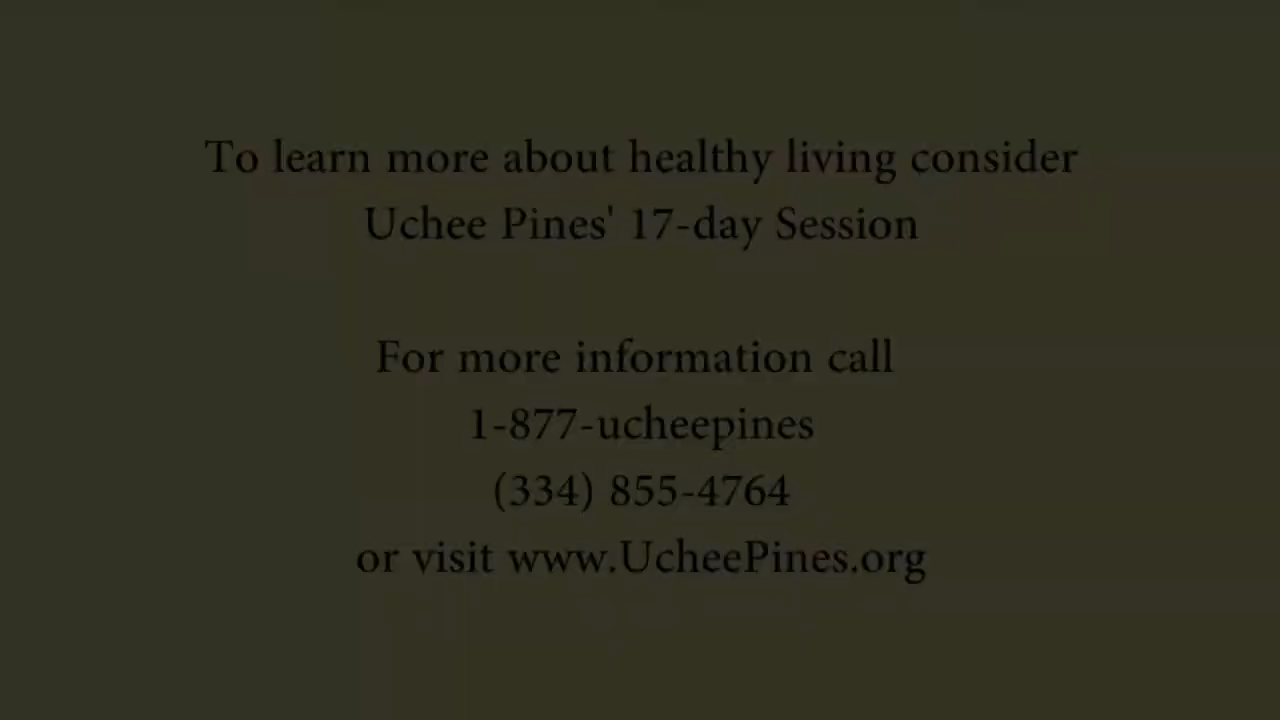 To learn more about healthy living consider
Uchee Pines' 17-day Session
For more information call
1-877-ucheepines
(334) 855-4764
or visit www.UcheePines.org